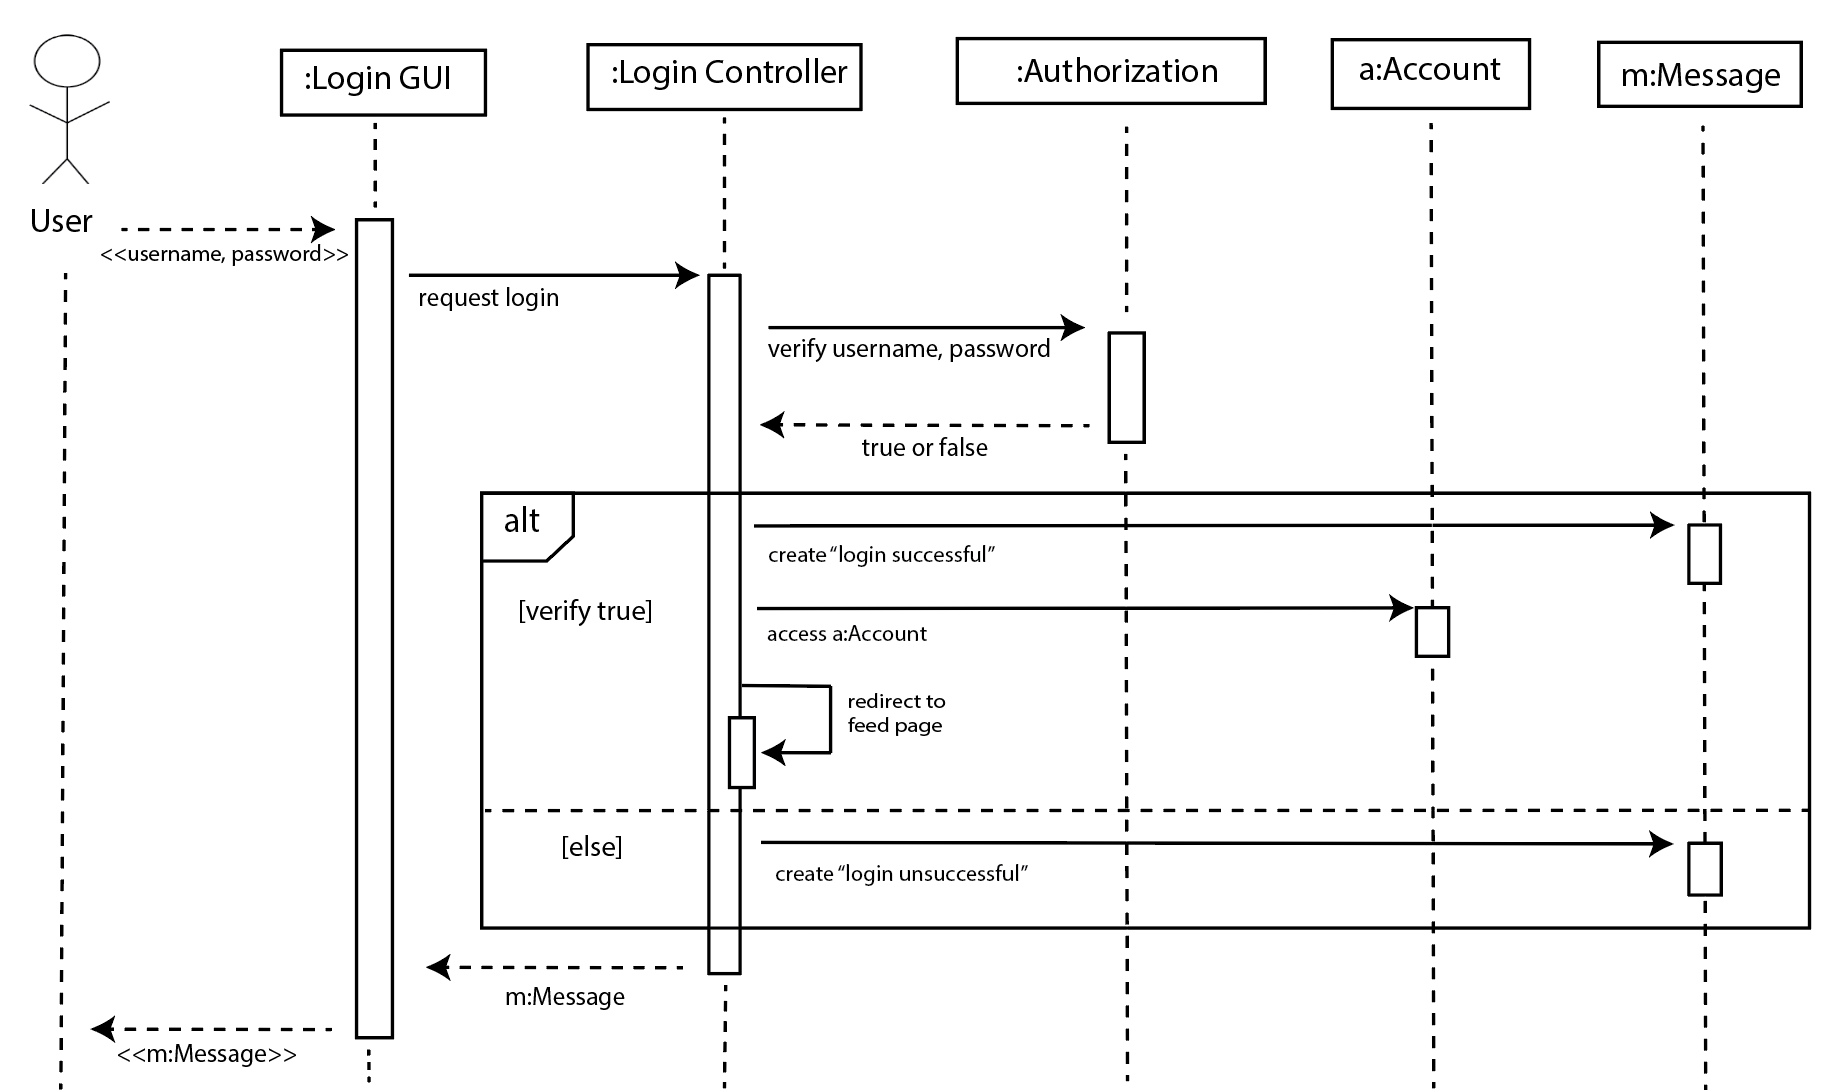 :Login GUI
:Login Controller
:Authorization
a:Account
m:Message
User
<<username, password>>
request login
verify username, password
true or false
alt
create “login successful”
[verify true]
access a:Account
redirect to
feed page
[else]
create “login unsuccessful”
m:Message
<<m:Message>>